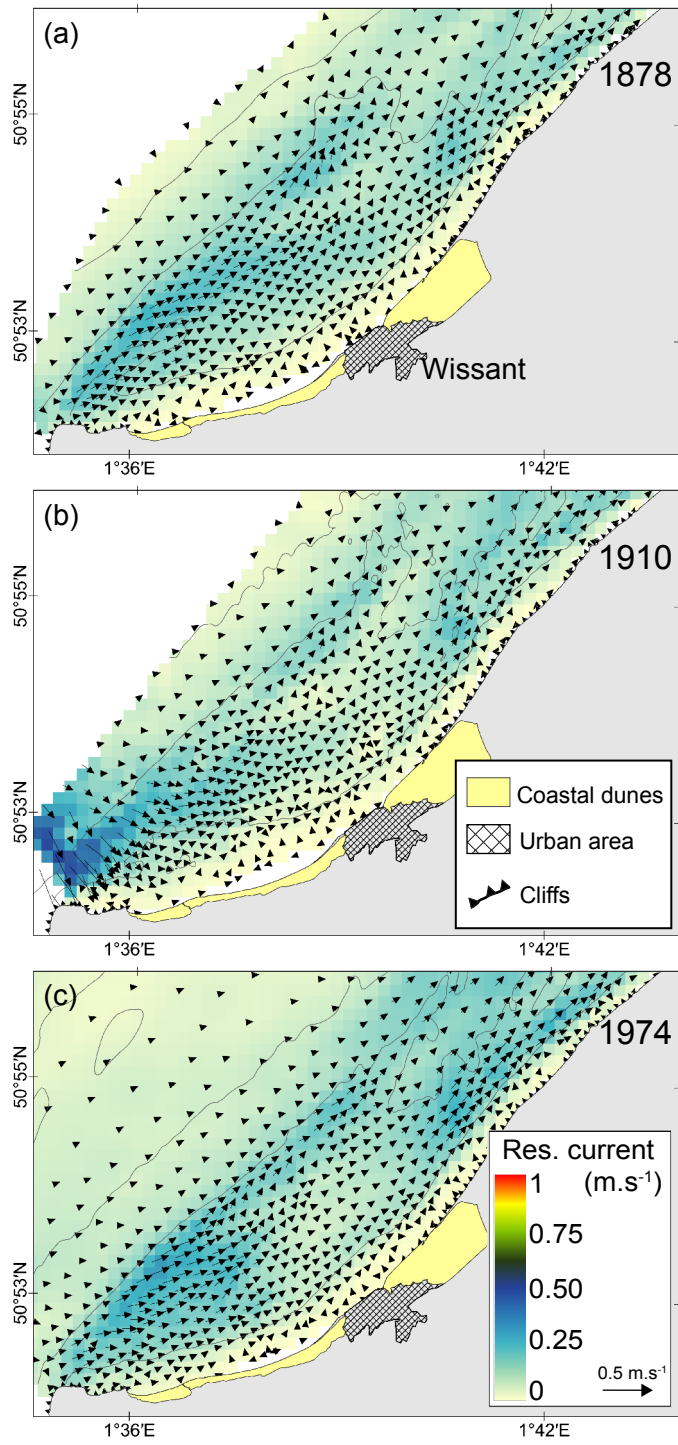 (a)
1878
50°55'N
50°53'N
Wissant
1°36'E
1°42'E
(b)
1910
50°55'N
50°53'N
Coastal dunes
Urban area
Cliffs
1°36'E
1°42'E
(c)
1974
50°55'N
50°53'N
Res. current
(m.s⁻¹)
1
0.75
0.50
0.25
0
0.5 m.s⁻¹
1°36'E
1°42'E